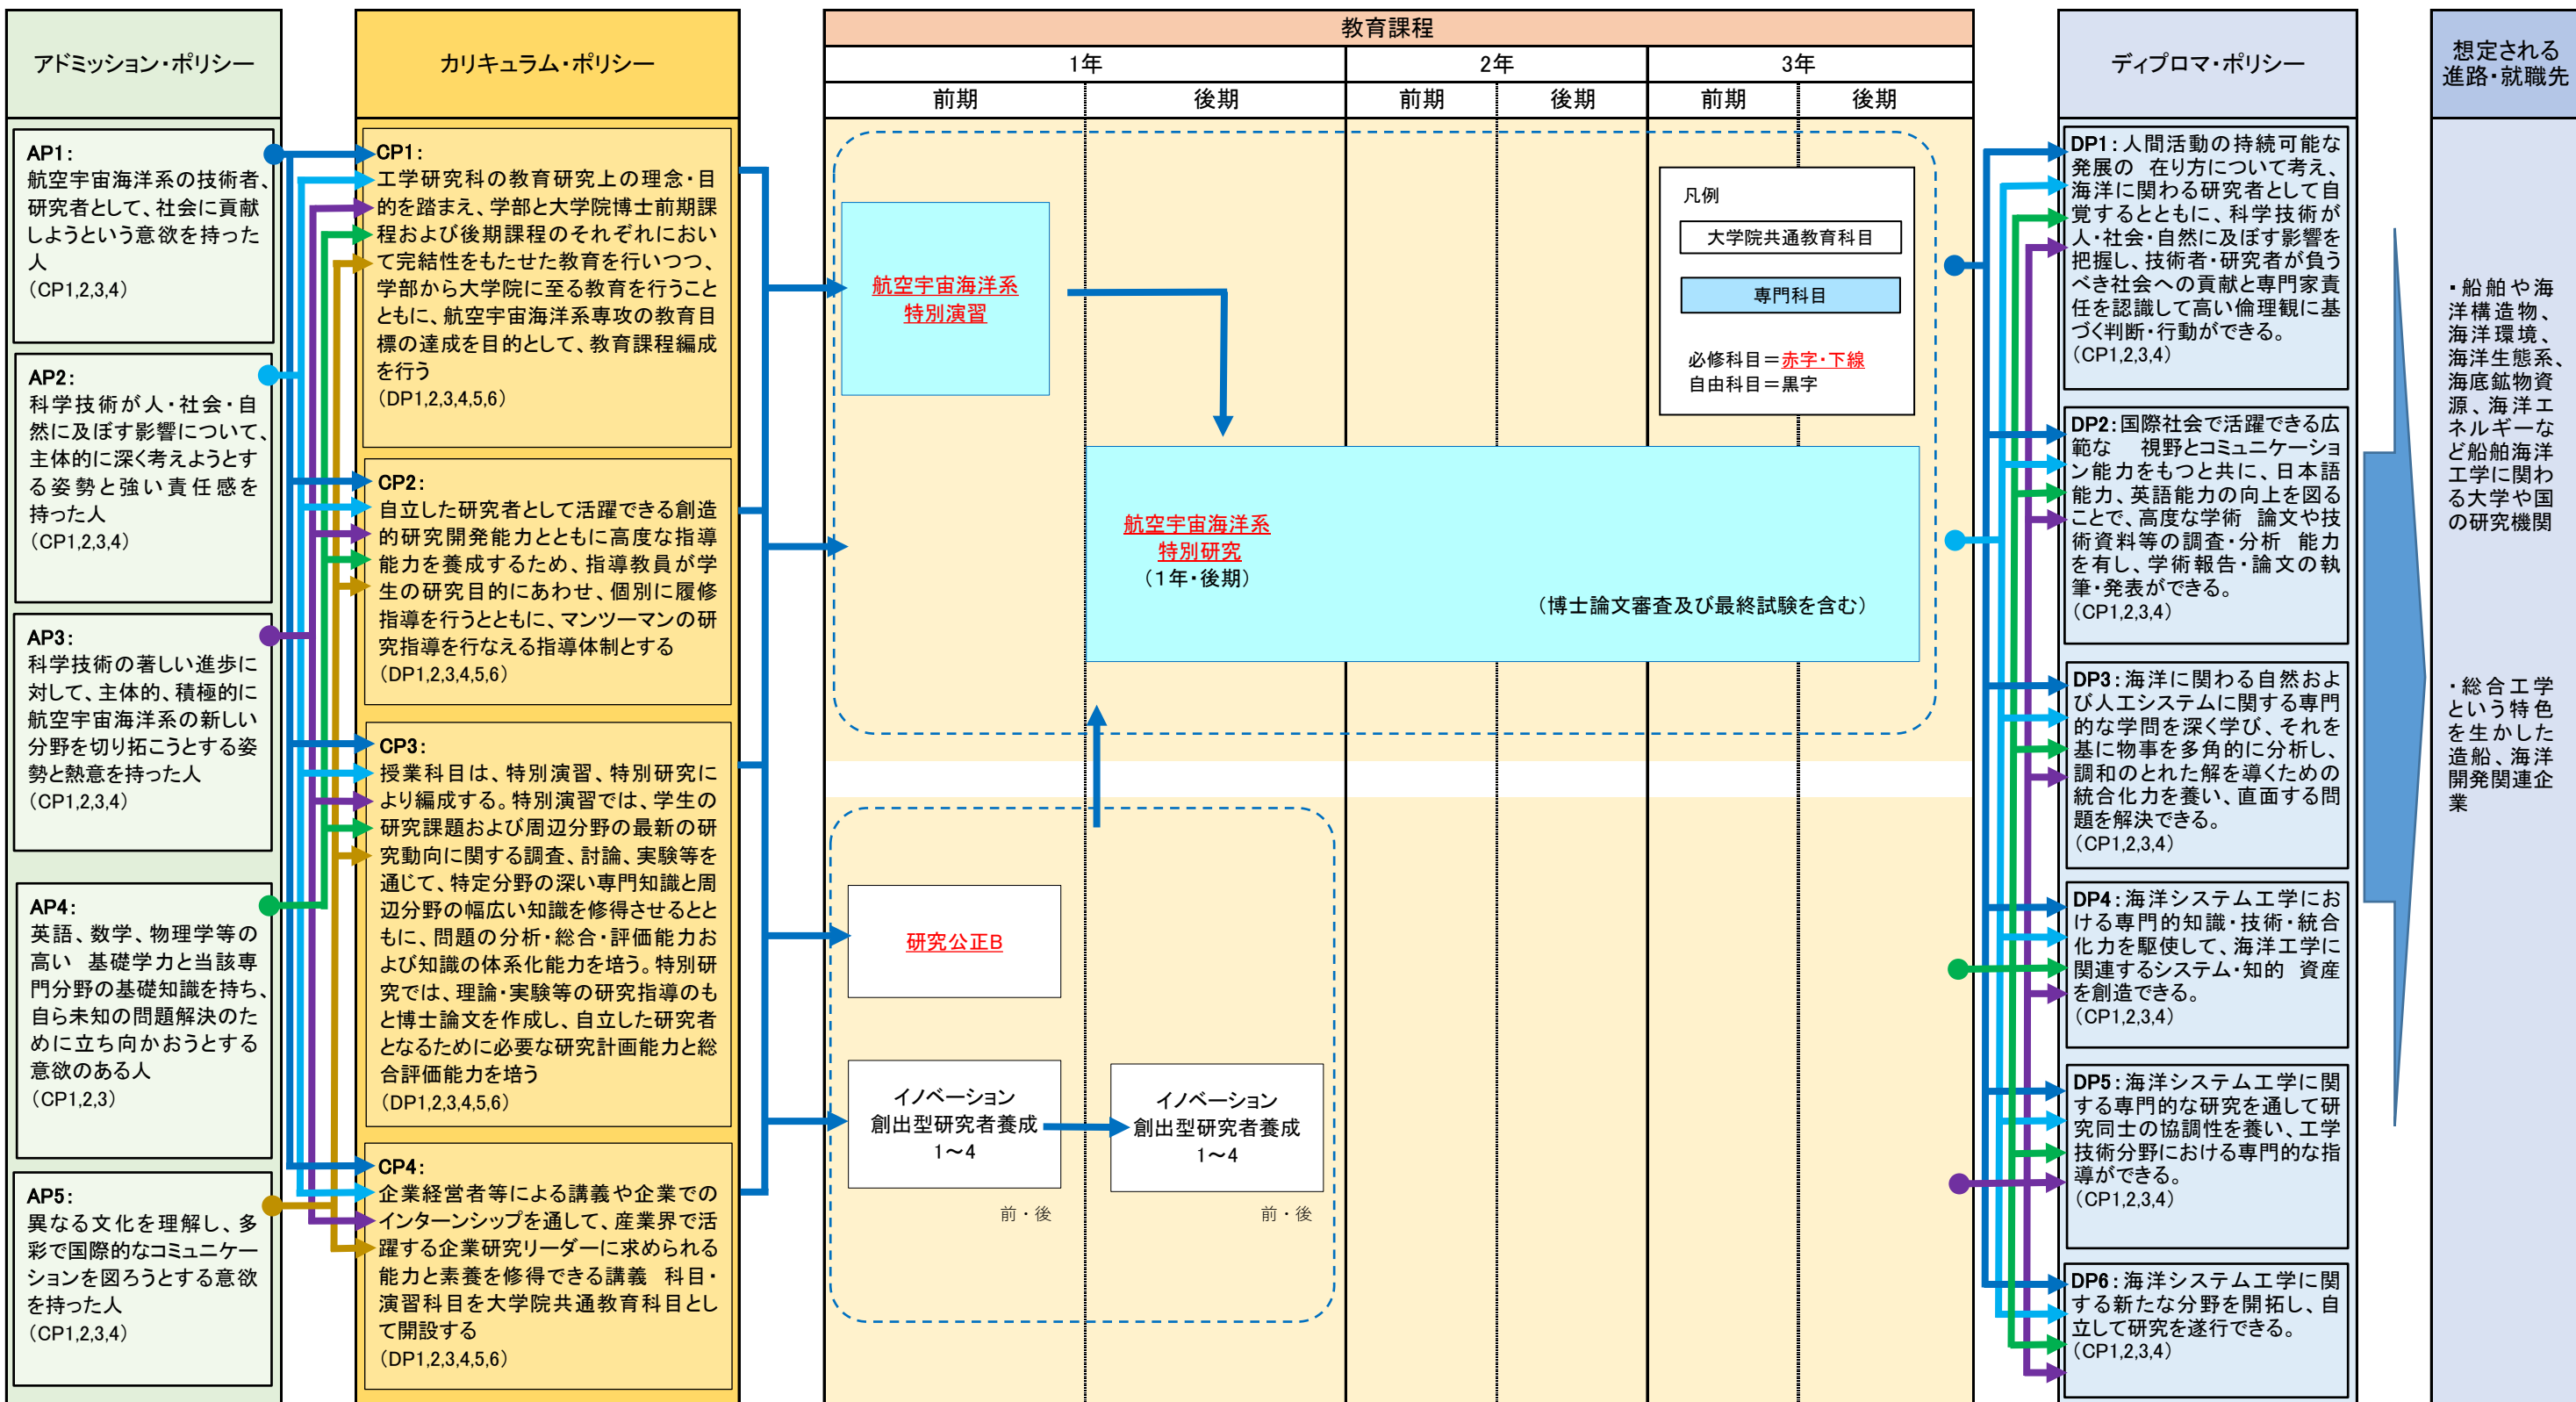 アドミッション・ポリシー
AP1：
航空宇宙海洋系の技術者、
研究者として、社会に貢献
しようという意欲を持った
人
（CP1,2,3,4）
AP2：
科学技術が人・社会・自
然に及ぼす影響について、
主体的に深く考えようとす
る姿勢と強い責任感を
持った人
（CP1,2,3,4）
AP3：
科学技術の著しい進歩に
対して、主体的、積極的に
航空宇宙海洋系の新しい
分野を切り拓こうとする姿
勢と熱意を持った人
（CP1,2,3,4）
AP4：
英語、数学、物理学等の
高い　基礎学力と当該専
門分野の基礎知識を持ち、
自ら未知の問題解決のた
めに立ち向かおうとする
意欲のある人
（CP1,2,3）
AP5：
異なる文化を理解し、多
彩で国際的なコミュニケー
ションを図ろうとする意欲
を持った人
（CP1,2,3,4）
カリキュラム・ポリシー
CP1：
工学研究科の教育研究上の理念・目
的を踏まえ、学部と大学院博士前期課
程および後期課程のそれぞれにおい
て完結性をもたせた教育を行いつつ、
学部から大学院に至る教育を行うこと
ともに、航空宇宙海洋系専攻の教育目
標の達成を目的として、教育課程編成
を行う
（DP1,2,3,4,5,6）
CP2：
自立した研究者として活躍できる創造
的研究開発能力とともに高度な指導
能力を養成するため、指導教員が学
生の研究目的にあわせ、個別に履修
指導を行うとともに、マンツーマンの研
究指導を行なえる指導体制とする
（DP1,2,3,4,5,6）
CP3：
授業科目は、特別演習、特別研究に
より編成する。特別演習では、学生の
研究課題および周辺分野の最新の研
究動向に関する調査、討論、実験等を
通じて、特定分野の深い専門知識と周
辺分野の幅広い知識を修得させるとと
もに、問題の分析・総合・評価能力お
よび知識の体系化能力を培う。特別研
究では、理論・実験等の研究指導のも
と博士論文を作成し、自立した研究者
となるために必要な研究計画能力と総
合評価能力を培う
（DP1,2,3,4,5,6）
CP4：
企業経営者等による講義や企業での
インターンシップを通して、産業界で活
躍する企業研究リーダーに求められる
能力と素養を修得できる講義　科目・
演習科目を大学院共通教育科目とし
て開設する
（DP1,2,3,4,5,6）
教育課程
1年
2年
3年
前期
後期
前期
後期
前期
後期
航空宇宙海洋系
特別演習
凡例
大学院共通教育科目
専門科目
必修科目＝赤字・下線
自由科目＝黒字
航空宇宙海洋系
特別研究
（1年・後期）
（博士論文審査及び最終試験を含む）
研究公正B
イノベーション
創出型研究者養成
1～4
前・後
イノベーション
創出型研究者養成
1～4
前・後
ディプロマ・ポリシー
DP1：人間活動の持続可能な
発展の　在り方について考え、
海洋に関わる研究者として自
覚するとともに、科学技術が
人・社会・自然に及ぼす影響を
把握し、技術者・研究者が負う
べき社会への貢献と専門家責
任を認識して高い倫理観に基
づく判断・行動ができる。
（CP1,2,3,4）
DP2：国際社会で活躍できる広
範な　視野とコミュニケーショ
ン能力をもつと共に、日本語
能力、英語能力の向上を図る
ことで、高度な学術　論文や技
術資料等の調査・分析　能力
を有し、学術報告・論文の執
筆・発表ができる。
（CP1,2,3,4）
DP3：海洋に関わる自然およ
び人工システムに関する専門
的な学問を深く学び、それを
基に物事を多角的に分析し、
調和のとれた解を導くための
統合化力を養い、直面する問
題を解決できる。
（CP1,2,3,4）
DP4：海洋システム工学にお
ける専門的知識・技術・統合
化力を駆使して、海洋工学に
関連するシステム・知的　資産
を創造できる。
（CP1,2,3,4）
DP5：海洋システム工学に関
する専門的な研究を通して研
究同士の協調性を養い、工学
技術分野における専門的な指
導ができる。
（CP1,2,3,4）
DP6：海洋システム工学に関
する新たな分野を開拓し、自
立して研究を遂行できる。
（CP1,2,3,4）
想定される
進路・就職先
・船舶や海
洋構造物、
海洋環境、
海洋生態系、
海底鉱物資
源、海洋エ
ネルギーな
ど船舶海洋
工学に関わ
る大学や国
の研究機関
・総合工学
という特色
を生かした
造船、海洋
開発関連企
業